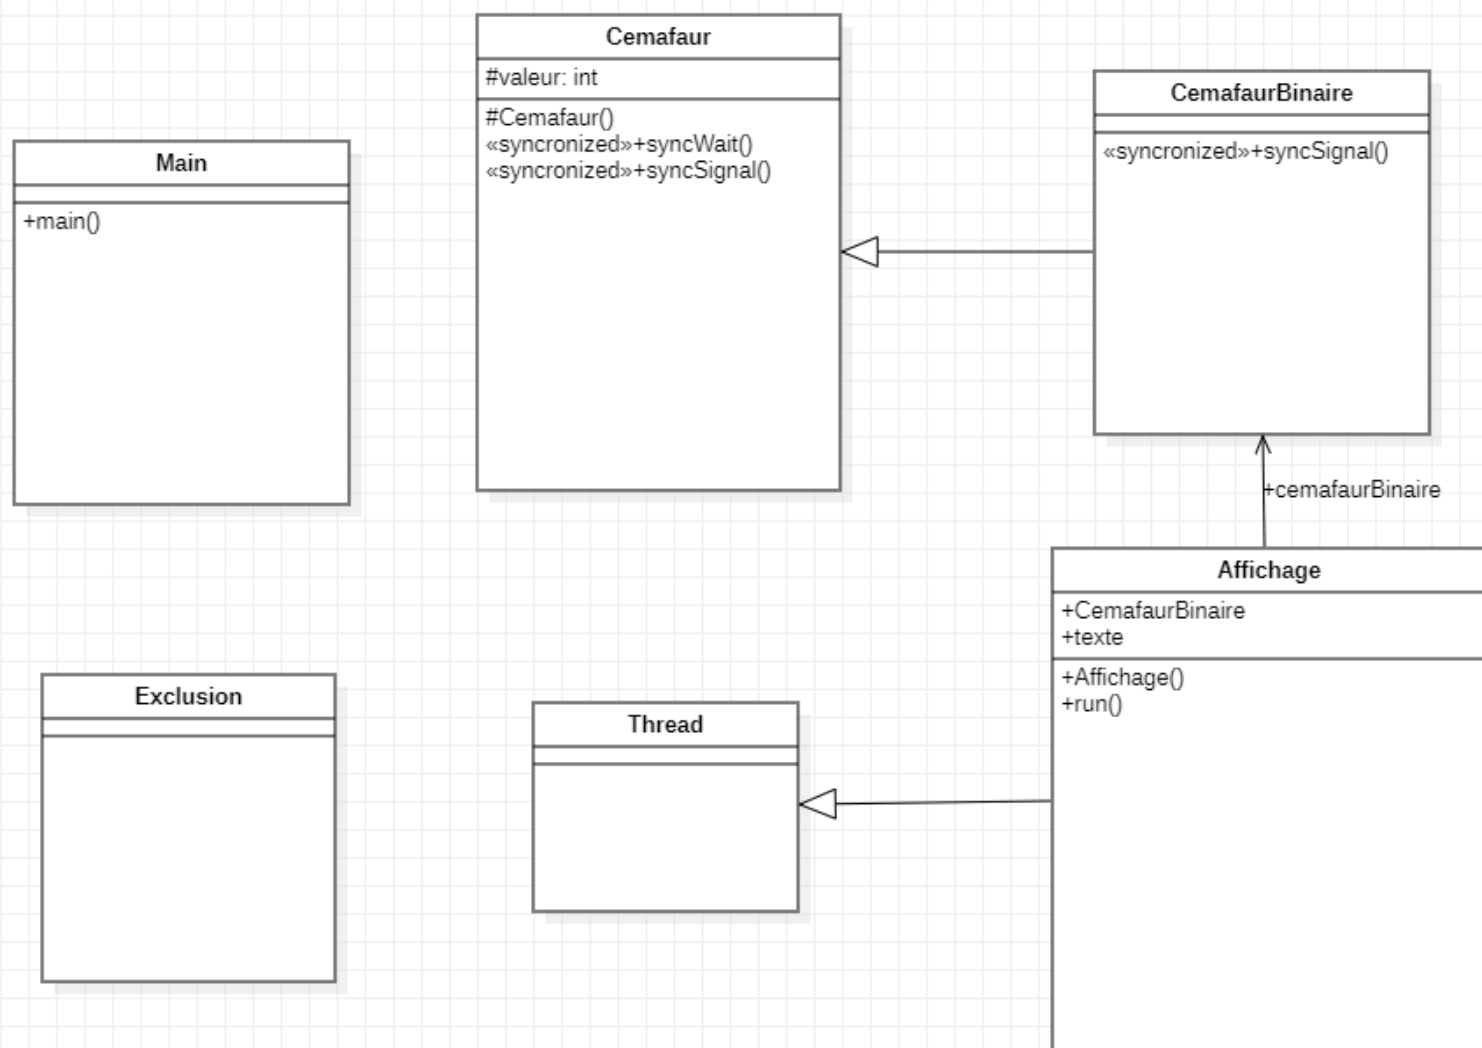 Cemafaur
#valeur: int
#Cemafaur()
«syncronized»+syncWait()
«syncronized»+syncSignal()
CemafaurBinaire
«syncronized»+syncSignal()
Main
+main()
+cemafaurBinaire
Affichage
+CemafaurBinaire
+texte
+Affichage()
+run()
Exclusion
Thread